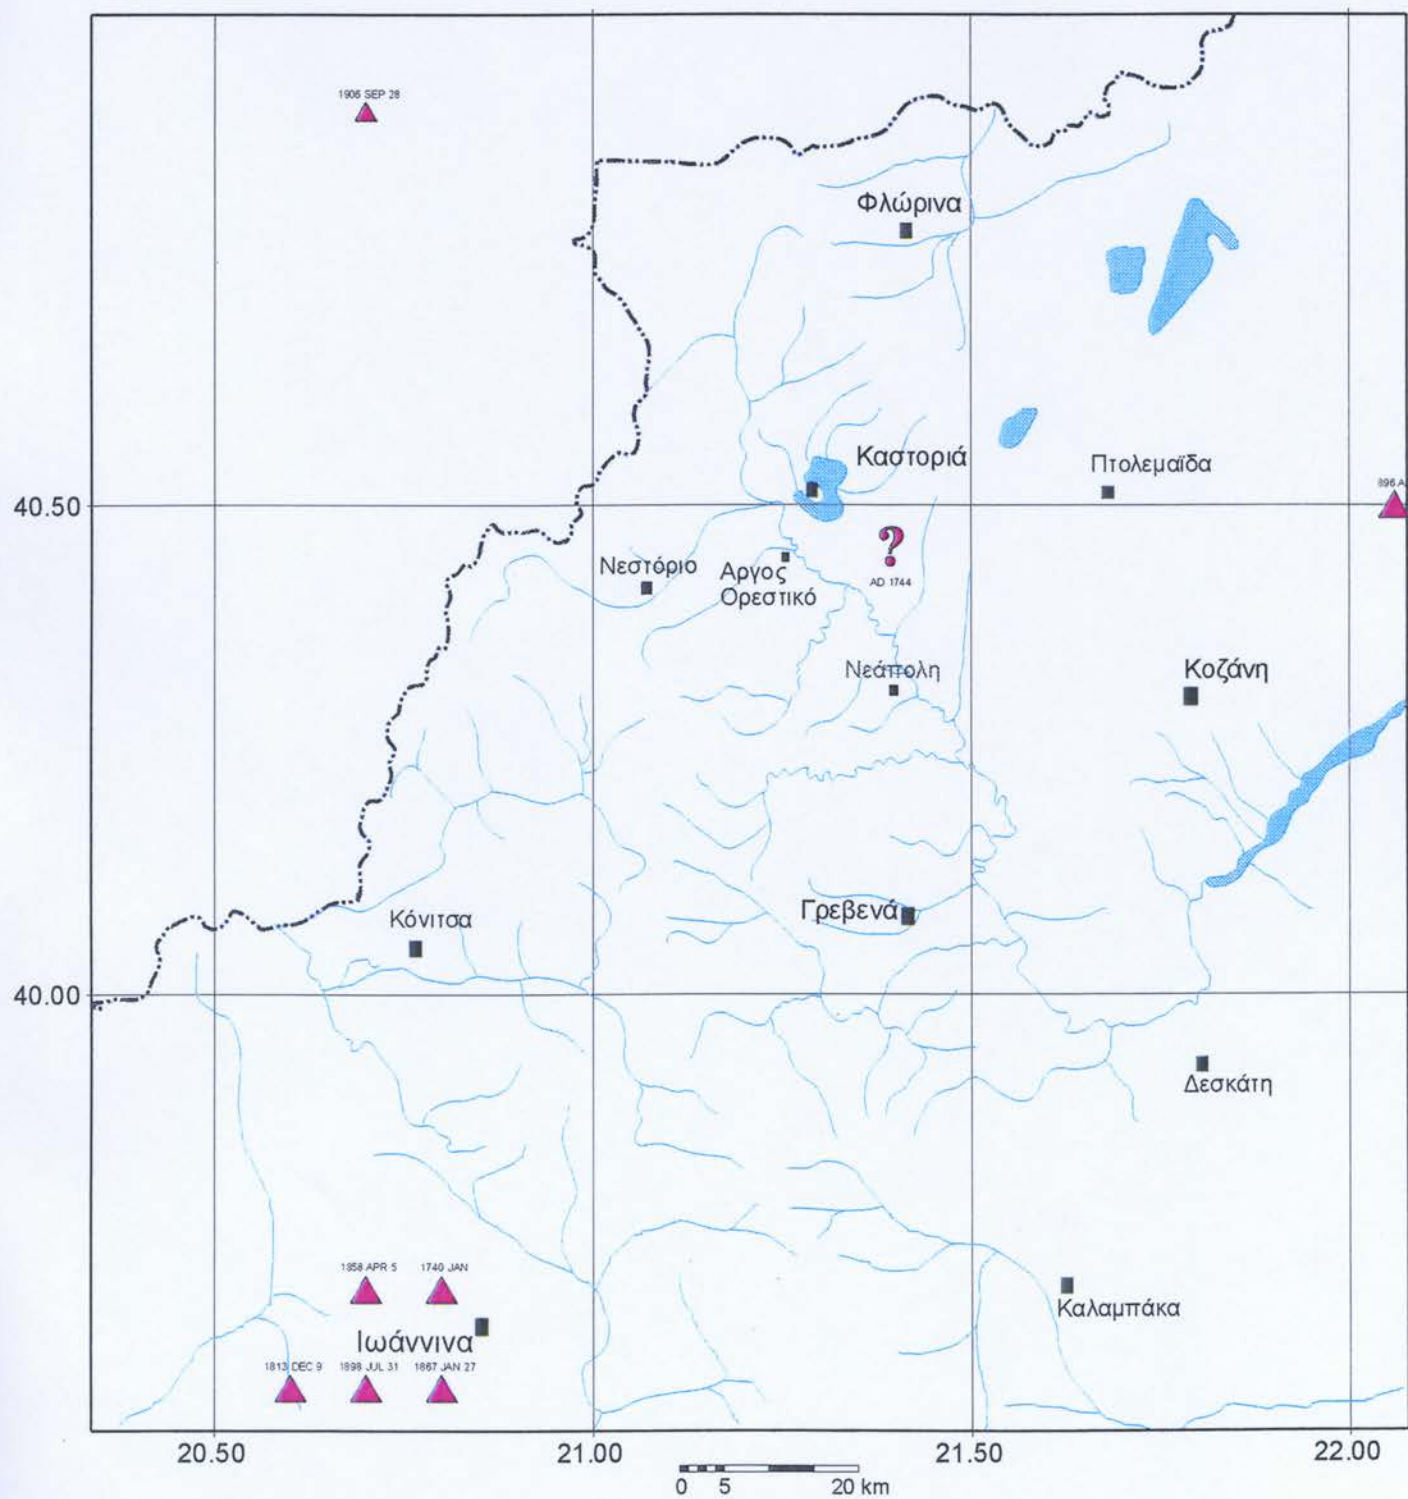 1906 SEP 28
Φλώρινα
Καστοριά
Πτολεμαϊδα
896 A
40.50
?
Νεστόριο
Αργος
Ορεστικό
AD 1744
Νεάπολη
Κοζάνη
Κόνιτσα
Γρεβενά
40.00
Δεσκάτη
1858 APR 5
1740 JAN
Καλαμπάκα
Ιωάννινα
1813 DEC 9
1898 JUL 31
1867 JAN 27
20.50
21.00
21.50
22.00
0 5 20 km